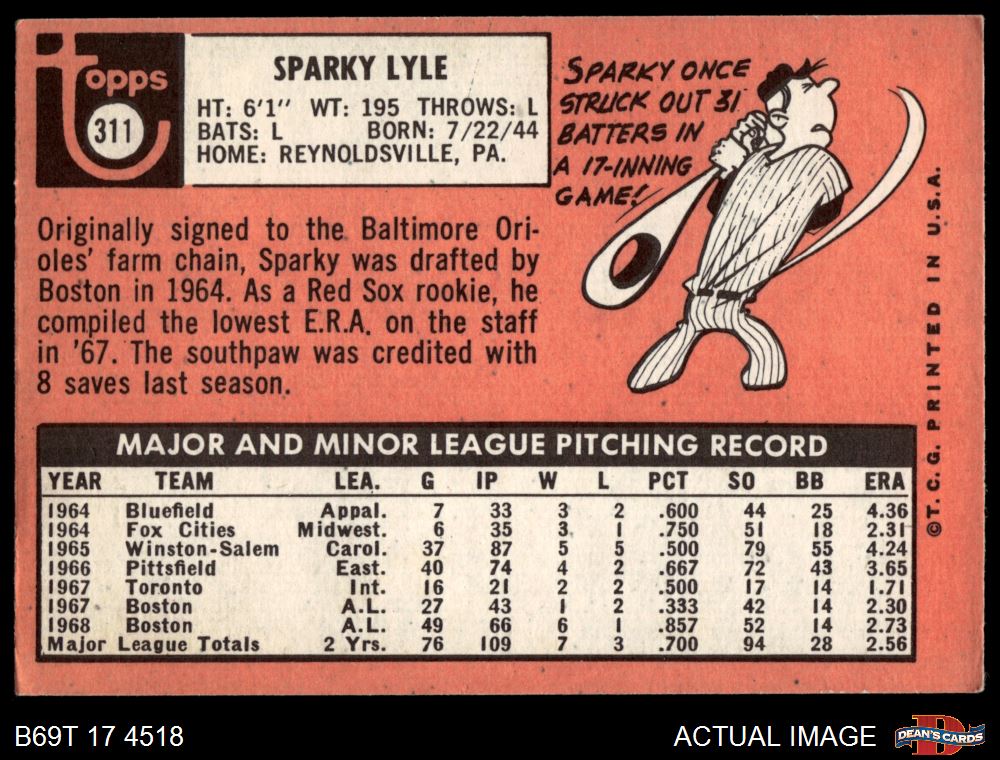 topps
311
SPARKY LYLE
HT: 6'1" WT: 195 THROWS: L
BATS: L BORN: 7/22/44
HOME: REYNOLDSVILLE, PA.
SPARKY ONCE
STRUCK OUT 31
BATTERS IN
A 17-INNING
GAME!
Originally signed to the Baltimore Ori-
oles' farm chain, Sparky was drafted by
Boston in 1964. As a Red Sox rookie, he
compiled the lowest E.R.A. on the staff
in '67. The southpaw was credited with
8 saves last season.
MAJOR AND MINOR LEAGUE PITCHING RECORD
YEAR TEAM LEA. G IP W L PCT SO BB ERA
1964 Bluefield Appal. 7 33 3 2 .600 44 25 4.36
1964 Fox Cities Midwest. 6 35 3 1 .750 51 18 2.31
1965 Winston-Salem Carol. 37 87 5 5 .500 79 55 4.24
1966 Pittsfield East. 40 74 4 2 .667 72 43 3.65
1967 Toronto Int. 16 21 2 2 .500 17 14 1.71
1967 Boston A.L. 27 43 1 2 .333 42 14 2.30
1968 Boston A.L. 49 66 6 1 .857 52 14 2.73
Major League Totals 2 Yrs. 76 109 7 3 .700 94 28 2.56
©T.C.G. PRINTED IN U.S.A.
B69T 17 4518
ACTUAL IMAGE
DEAN'S CARDS